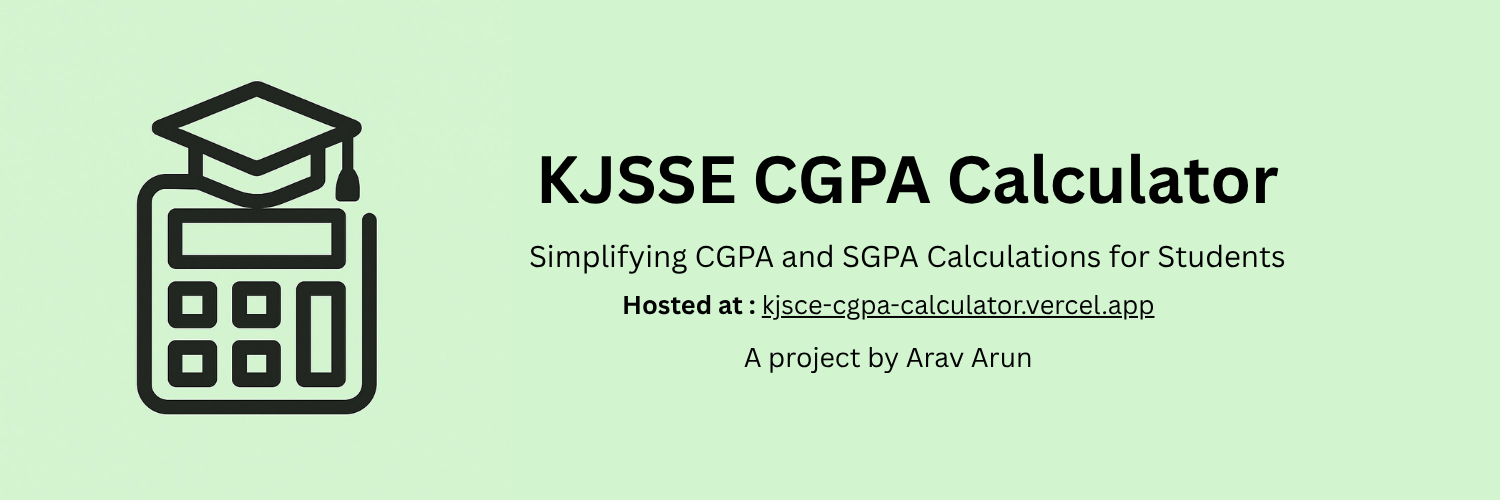 KJSSE CGPA Calculator
Simplifying CGPA and SGPA Calculations for Students
Hosted at : kjsce-cgpa-calculator.vercel.app
A project by Arav Arun